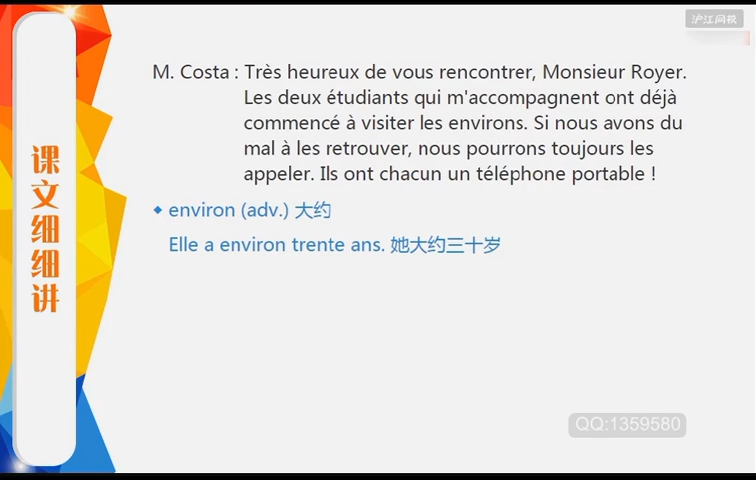 沪江网校
M. Costa : Très heureux de vous rencontrer, Monsieur Royer.
Les deux étudiants qui m'accompagnent ont déjà
commencé à visiter les environs. Si nous avons du
mal à les retrouver, nous pourrons toujours les
appeler. Ils ont chacun un téléphone portable !
课文细细讲
◆ environ (adv.) 大约
Elle a environ trente ans. 她大约三十岁
QQ:1359580